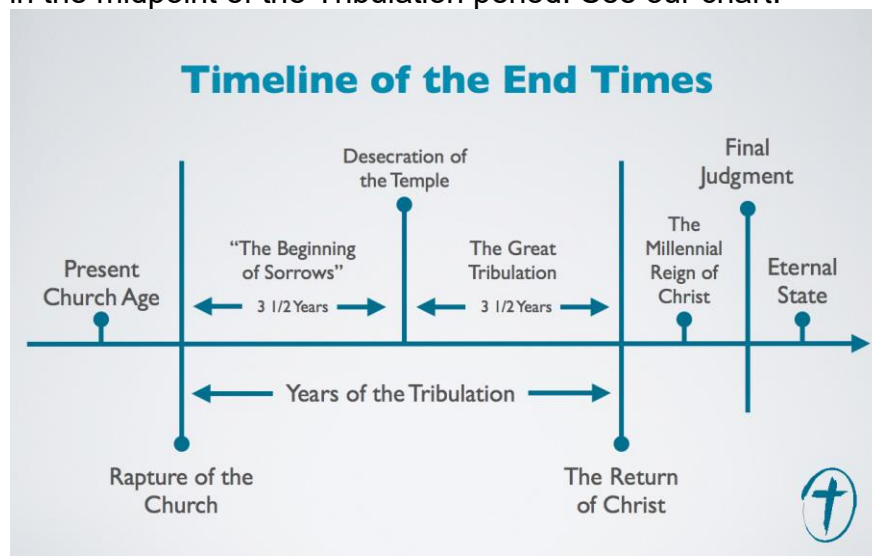 in the midpoint of the Tribulation period. See our chart.
Timeline of the End Times
Desecration of
the Temple
Final
Judgment
"The Beginning
of Sorrows"
The Great
Tribulation
The
Millennial
Reign of
Christ
Present
Church Age
Eternal
State
3 1/2 Years
3 1/2 Years
Years of the Tribulation
Rapture of the
Church
The Return
of Christ